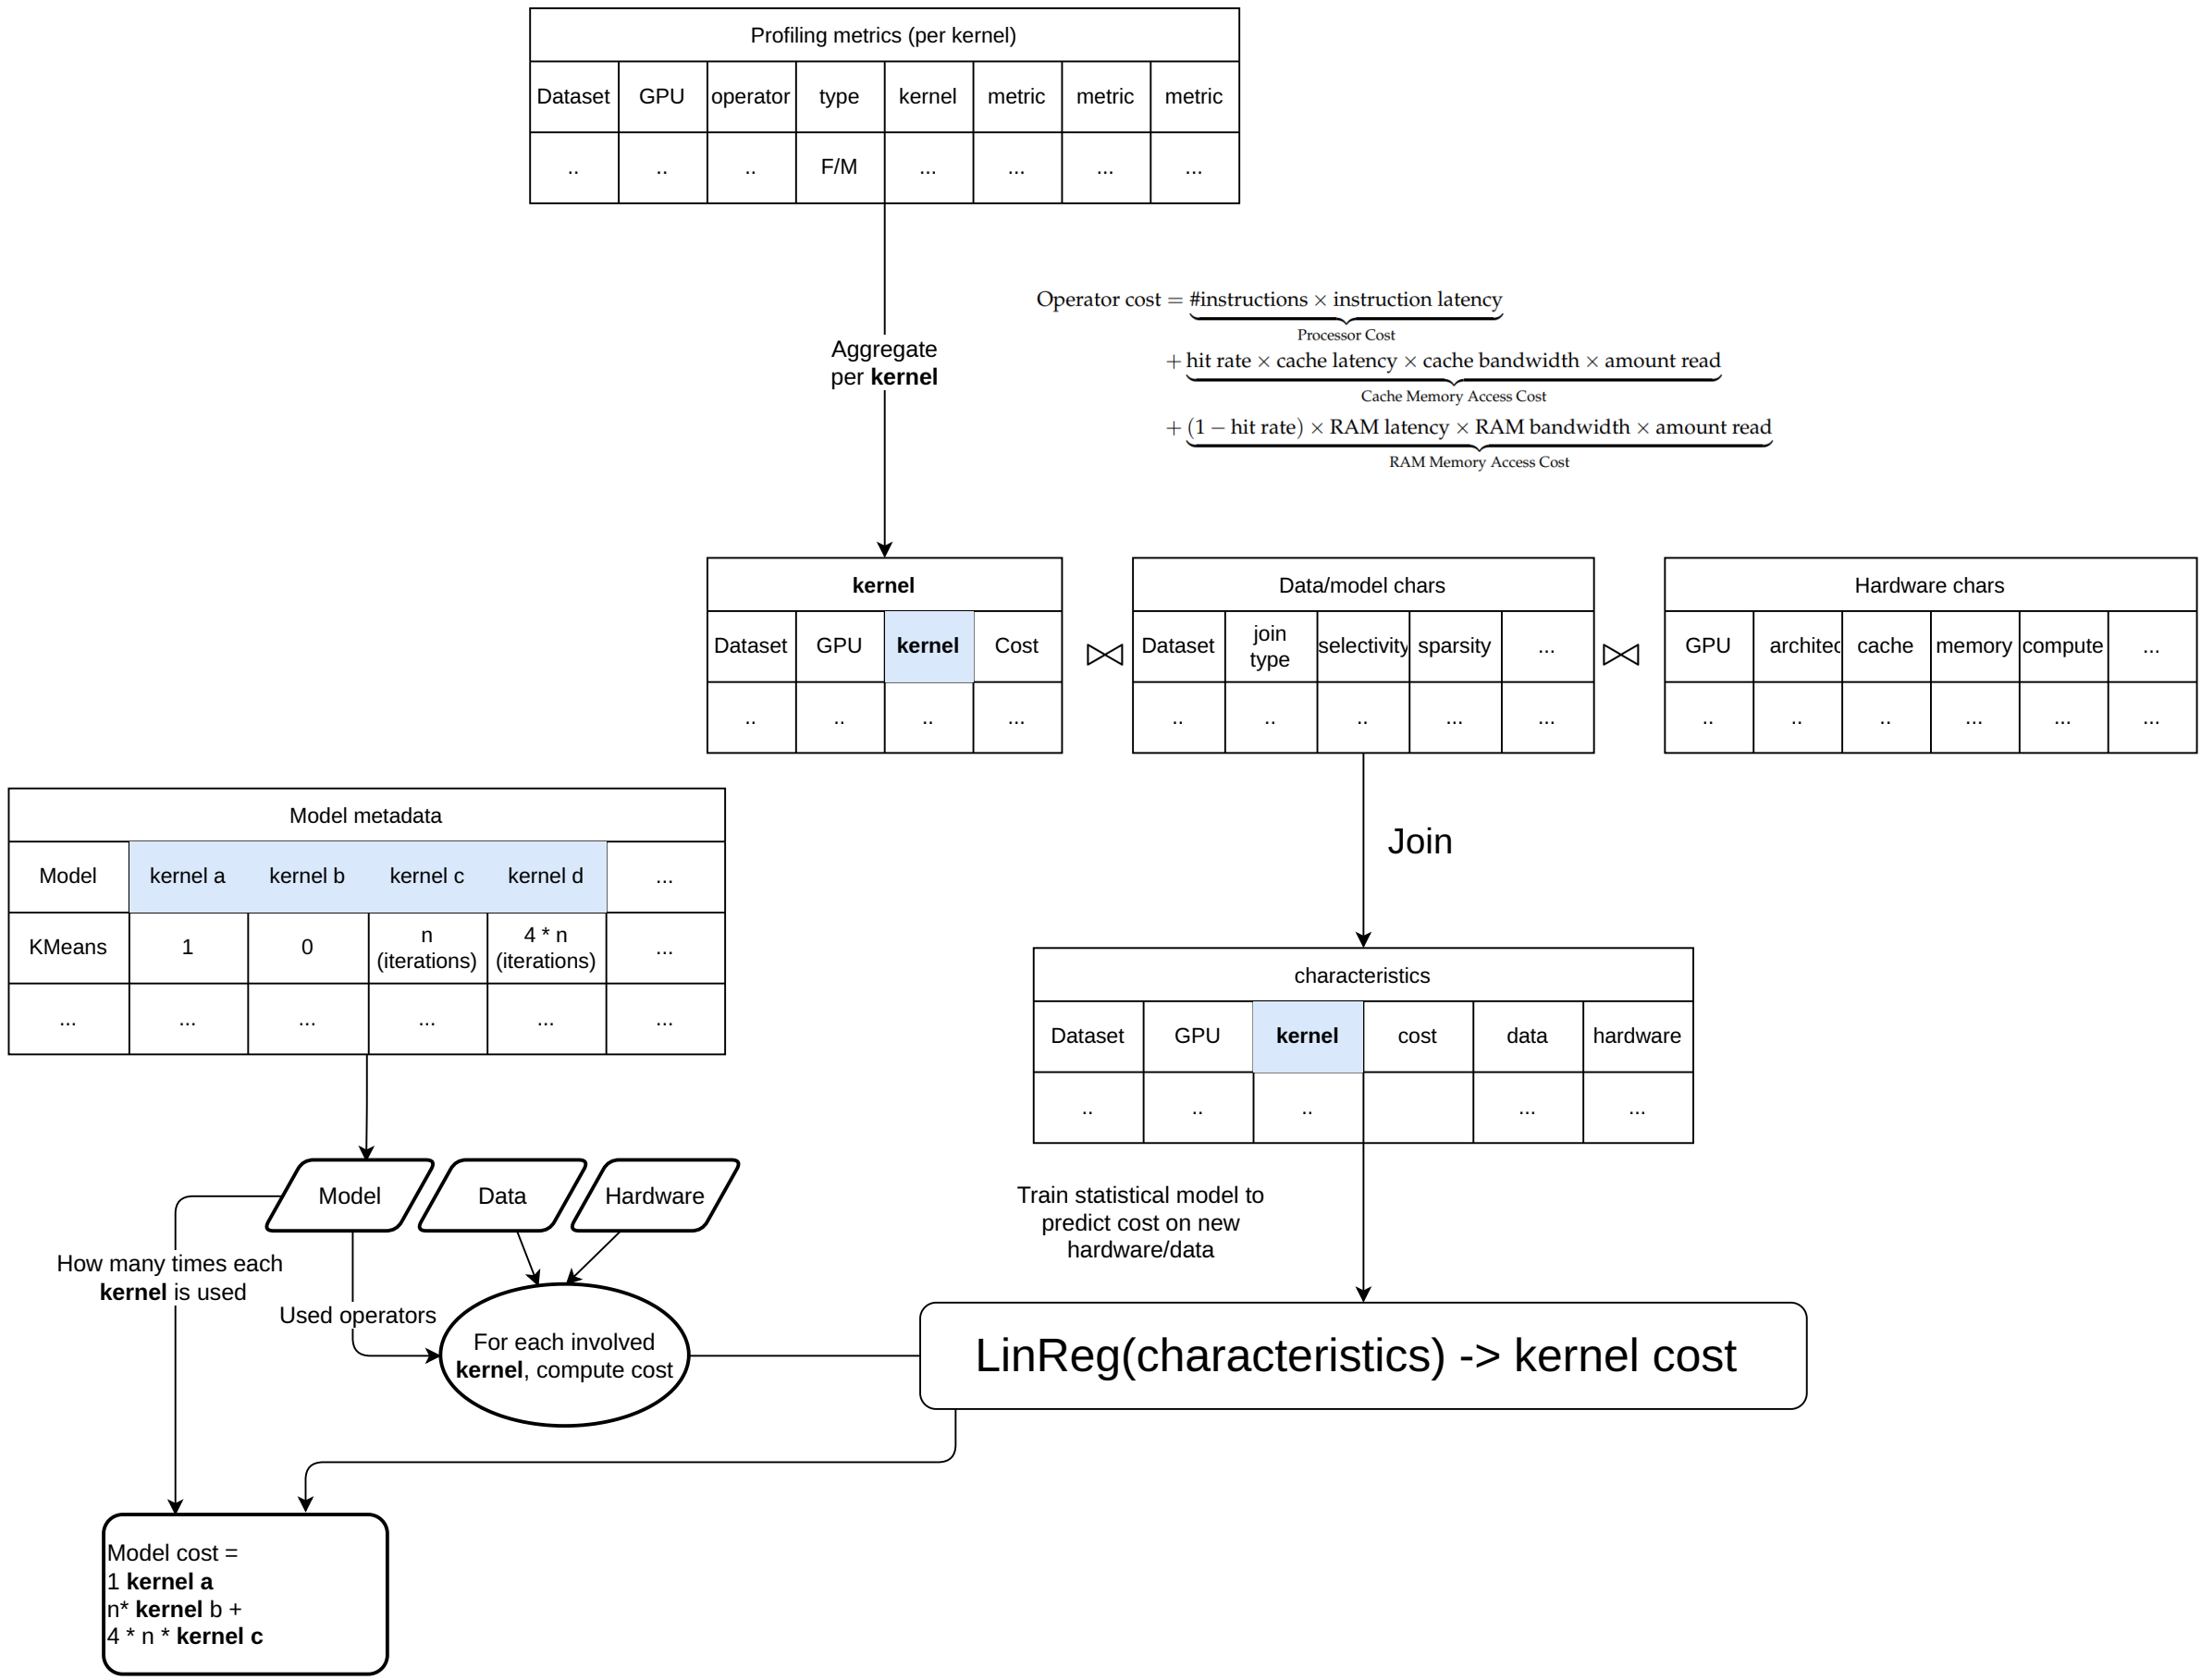 Profiling metrics (per kernel)
Dataset GPU operator type kernel metric metric metric
.. .. .. F/M ... ... ... ...
Operator cost = #instructions × instruction latency
Processor Cost
+ hit rate × cache latency × cache bandwidth × amount read
Cache Memory Access Cost
+ (1 − hit rate) × RAM latency × RAM bandwidth × amount read
RAM Memory Access Cost
Aggregate
per kernel
kernel
Dataset GPU kernel Cost
.. .. .. ...
⋈
Data/model chars
Dataset join
type selectivity sparsity ...
.. .. .. ... ...
⋈
Hardware chars
GPU architec cache memory compute ...
.. .. .. ... ... ...
Join
Model metadata
Model kernel a kernel b kernel c kernel d ...
KMeans 1 0 n
(iterations) 4 * n
(iterations) ...
... ... ... ... ... ...
characteristics
Dataset GPU kernel cost data hardware
.. .. .. ... ...
Model Data Hardware
Train statistical model to
predict cost on new
hardware/data
How many times each
kernel is used
Used operators
For each involved
kernel, compute cost
LinReg(characteristics) -> kernel cost
Model cost =
1 kernel a
n* kernel b +
4 * n * kernel c